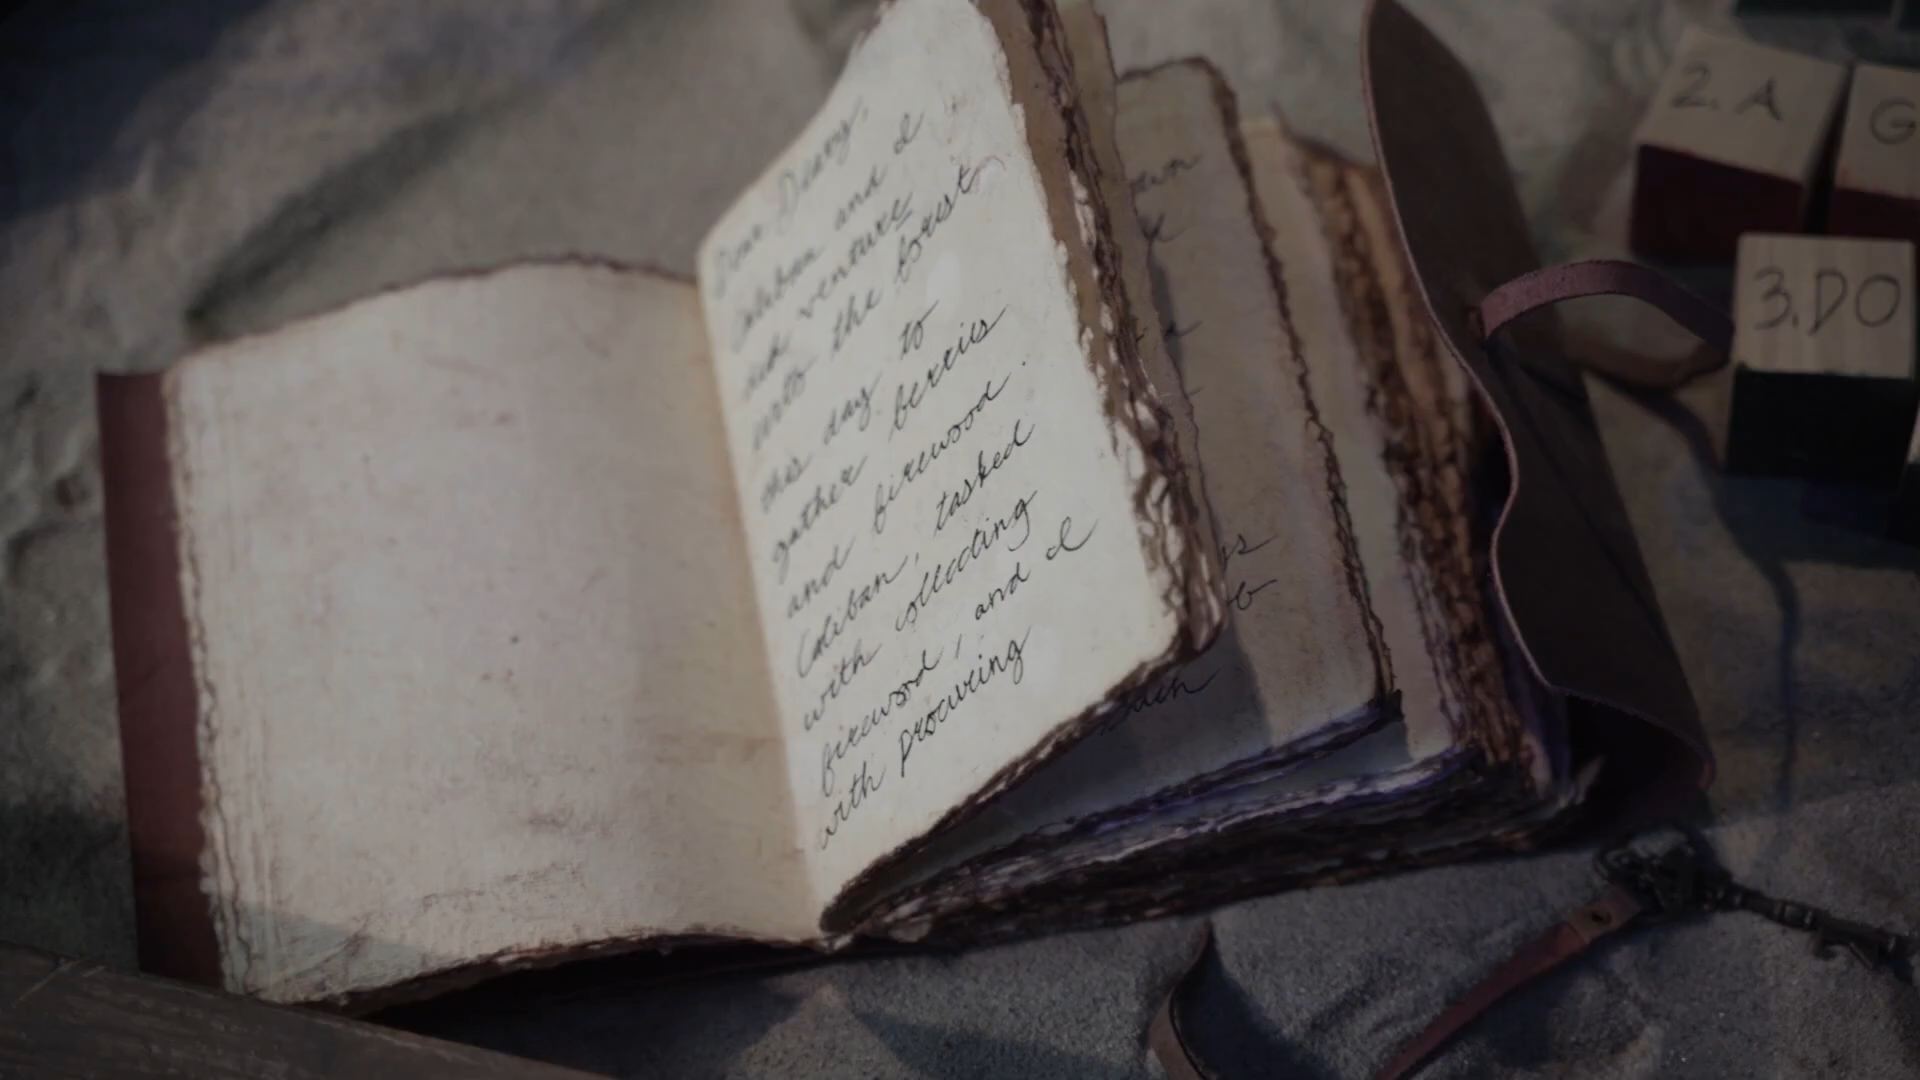 Dear Diary,
Caliban and I
did venture
into the forest
this day to
gather berries
and firewood.
Caliban, tasked
with collecting
firewood, and I
with procuring
each
2. A
G
3. DO